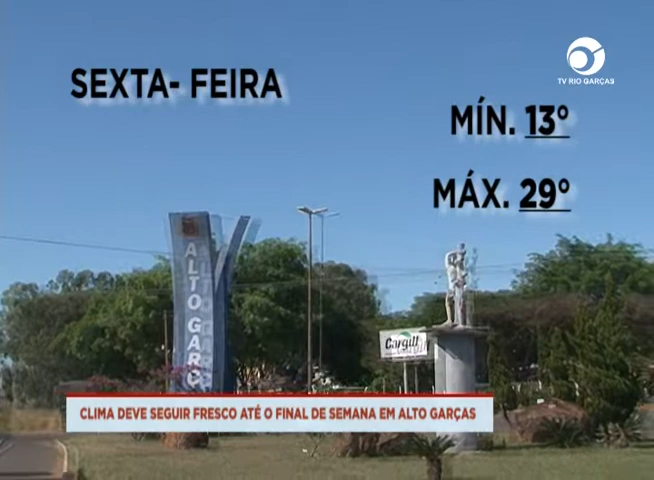 SEXTA- FEIRA
TV RIO GARÇAS
MÍN. 13°
MÁX. 29°
ALTO GARÇ
Cargill
CLIMA DEVE SEGUIR FRESCO ATÉ O FINAL DE SEMANA EM ALTO GARÇAS